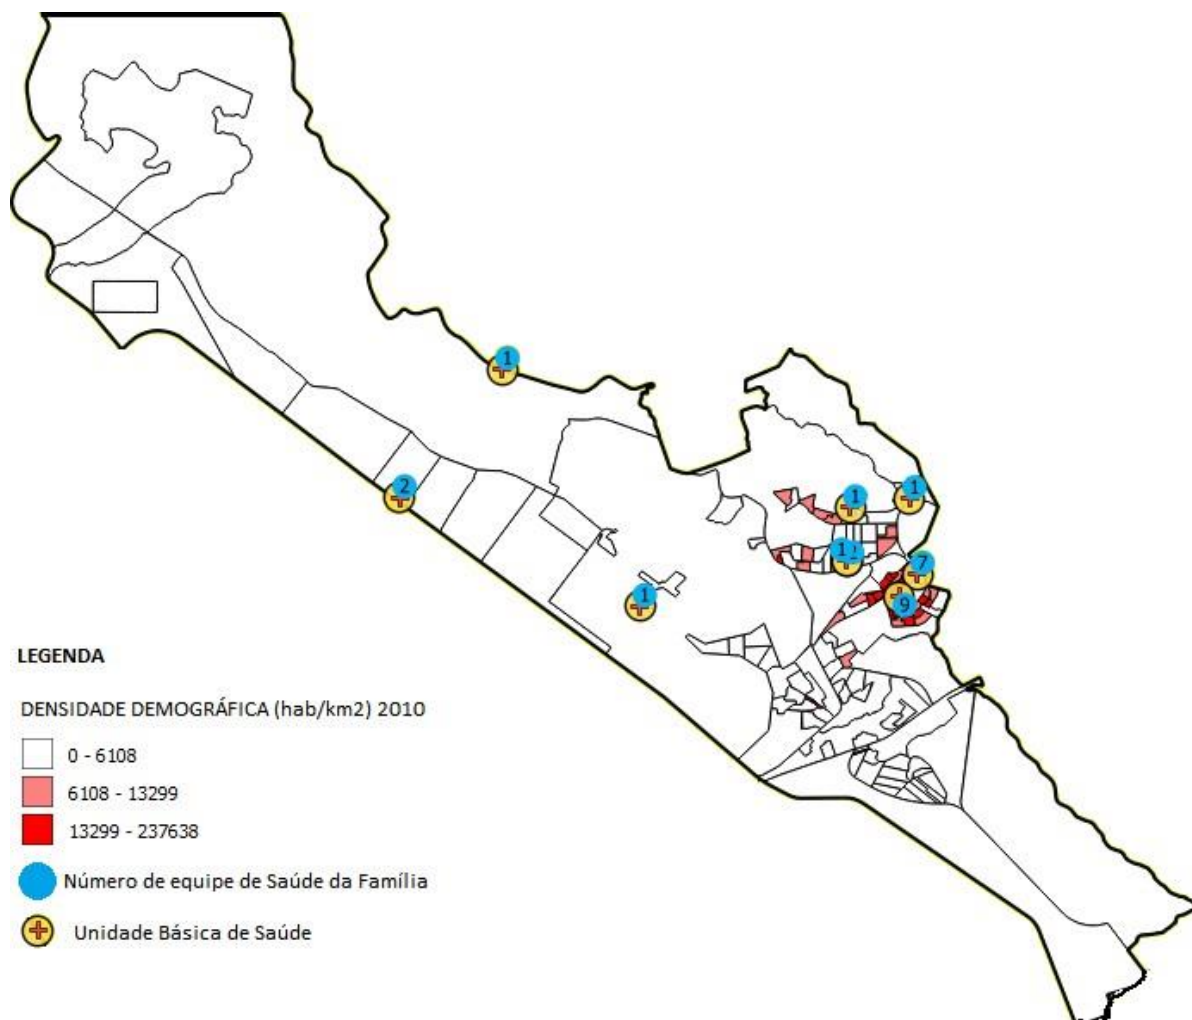 1
2
1
1
1 2
7
9
1
LEGENDA
DENSIDADE DEMOGRÁFICA (hab/km2) 2010
0 - 6108
6108 - 13299
13299 - 237638
Número de equipe de Saúde da Família
Unidade Básica de Saúde